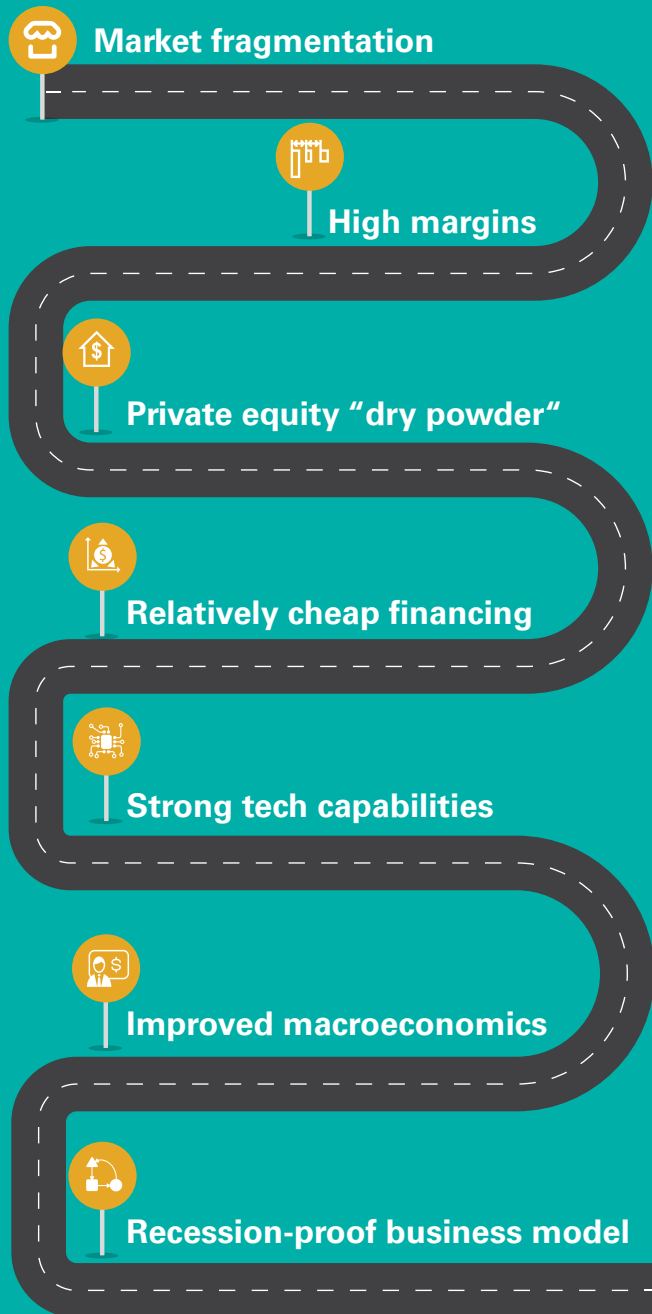 Market fragmentation
High margins
Private equity “dry powder“
Relatively cheap financing
Strong tech capabilities
Improved macroeconomics
Recession-proof business model